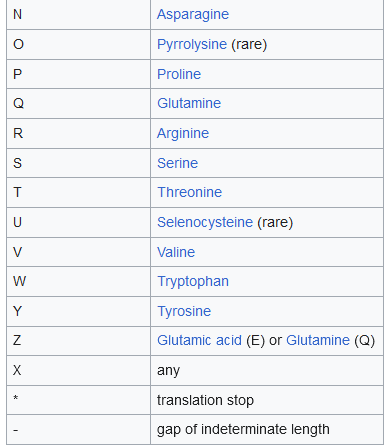 N Asparagine
O Pyrrolysine (rare)
P Proline
Q Glutamine
R Arginine
S Serine
T Threonine
U Selenocysteine (rare)
V Valine
W Tryptophan
Y Tyrosine
Z Glutamic acid (E) or Glutamine (Q)
X any
* translation stop
- gap of indeterminate length